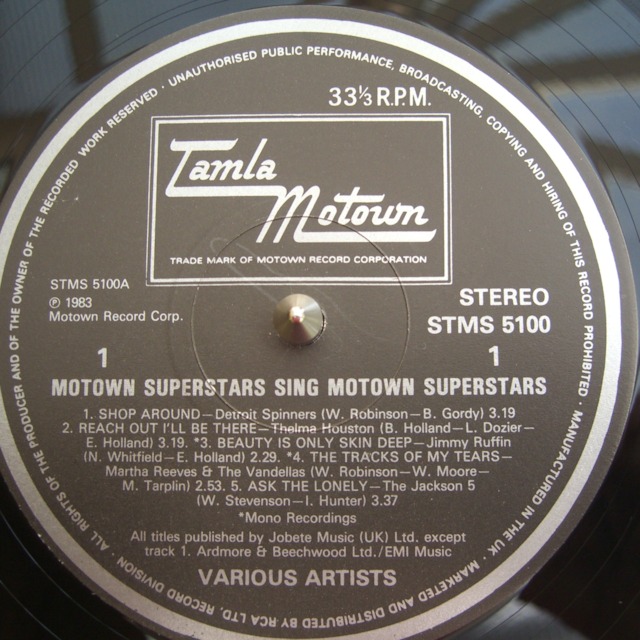 UNAUTHORISED PUBLIC PERFORMANCE, BROADCASTING, COPYING AND HIRING OF THIS RECORD PROHIBITED · MANUFACTURED IN THE UK · MARKETED AND DISTRIBUTED BY RCA LTD. RECORD DIVISION · ALL RIGHTS OF THE PRODUCER AND OF THE OWNER OF THE RECORDED WORK RESERVED ·
33⅓ R.P.M.
Tamla
Motown
TRADE MARK OF MOTOWN RECORD CORPORATION
STMS 5100A
℗ 1983
Motown Record Corp.
STEREO
STMS 5100
1
1
MOTOWN SUPERSTARS SING MOTOWN SUPERSTARS
1. SHOP AROUND—Detroit Spinners (W. Robinson—B. Gordy) 3.19
2. REACH OUT I'LL BE THERE—Thelma Houston (B. Holland—L. Dozier—
E. Holland) 3.19. *3. BEAUTY IS ONLY SKIN DEEP—Jimmy Ruffin
(N. Whitfield—E. Holland) 2.29. *4. THE TRACKS OF MY TEARS—
Martha Reeves & The Vandellas (W. Robinson—W. Moore—
M. Tarplin) 2.53. 5. ASK THE LONELY—The Jackson 5
(W. Stevenson—I. Hunter) 3.37
*Mono Recordings
All titles published by Jobete Music (UK) Ltd. except
track 1. Ardmore & Beechwood Ltd./EMI Music
VARIOUS ARTISTS